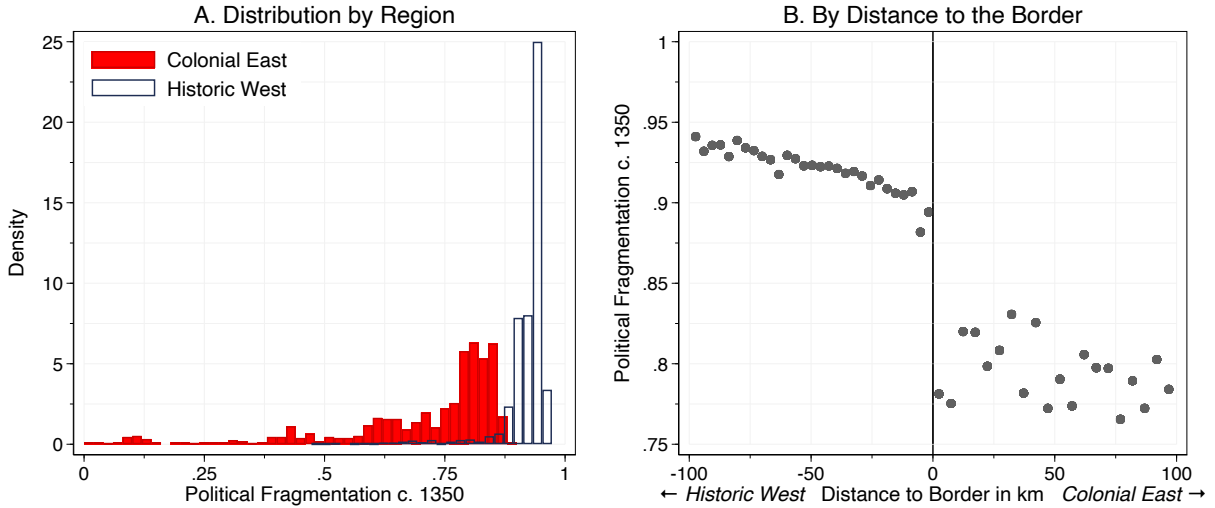 A. Distribution by Region
25
20
15
10
5
0
Density
Colonial East
Historic West
0 .25 .5 .75 1
Political Fragmentation c. 1350
B. By Distance to the Border
1
.95
.9
.85
.8
.75
Political Fragmentation c. 1350
-100 -50 0 50 100
← Historic West Distance to Border in km Colonial East →